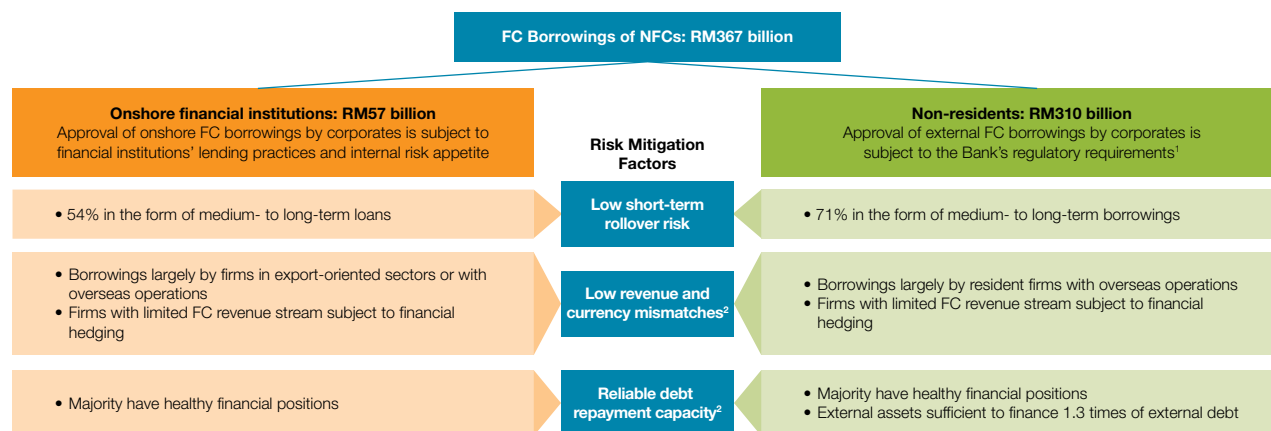 FC Borrowings of NFCs: RM367 billion
Onshore financial institutions: RM57 billion
Approval of onshore FC borrowings by corporates is subject to
financial institutions' lending practices and internal risk appetite
Risk Mitigation
Factors
Non-residents: RM310 billion
Approval of external FC borrowings by corporates is
subject to the Bank's regulatory requirements¹
• 54% in the form of medium- to long-term loans
Low short-term
rollover risk
• 71% in the form of medium- to long-term borrowings
• Borrowings largely by firms in export-oriented sectors or with
overseas operations
• Firms with limited FC revenue stream subject to financial
hedging
Low revenue and
currency mismatches²
• Borrowings largely by resident firms with overseas operations
• Firms with limited FC revenue stream subject to financial
hedging
• Majority have healthy financial positions
Reliable debt
repayment capacity²
• Majority have healthy financial positions
• External assets sufficient to finance 1.3 times of external debt